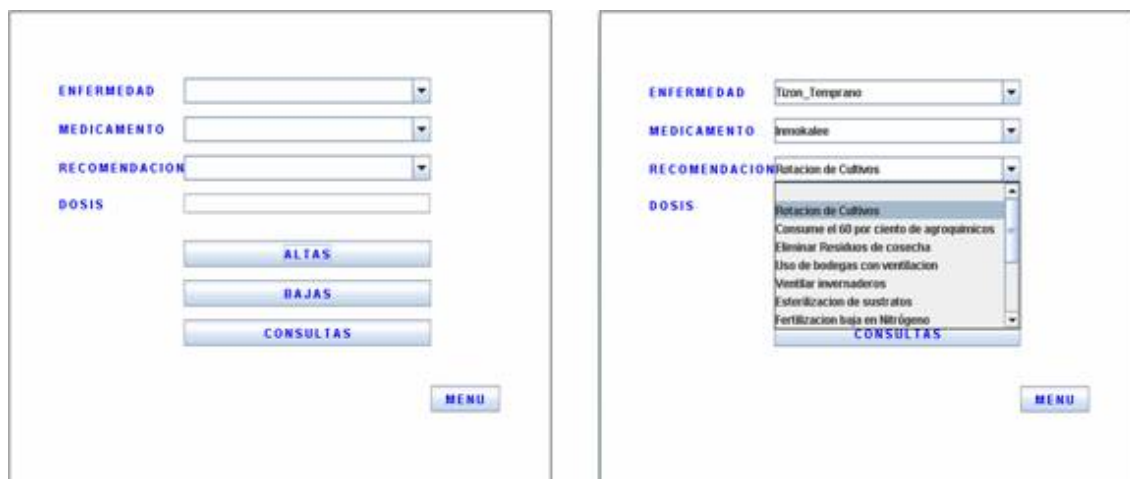 ENFERMEDAD
MEDICAMENTO
RECOMENDACION
DOSIS
ALTAS
BAJAS
CONSULTAS
MENU
ENFERMEDAD Tizon_Temprano
MEDICAMENTO Inmokalee
RECOMENDACION Rotacion de Cultivos
DOSIS
Rotacion de Cultivos
Consume el 60 por ciento de agroquimicos
Eliminar Residuos de cosecha
Uso de bodegas con ventilacion
Ventilar invernaderos
Esterilizacion de sustratos
Fertilizacion baja en Nitrógeno
CONSULTAS
MENU